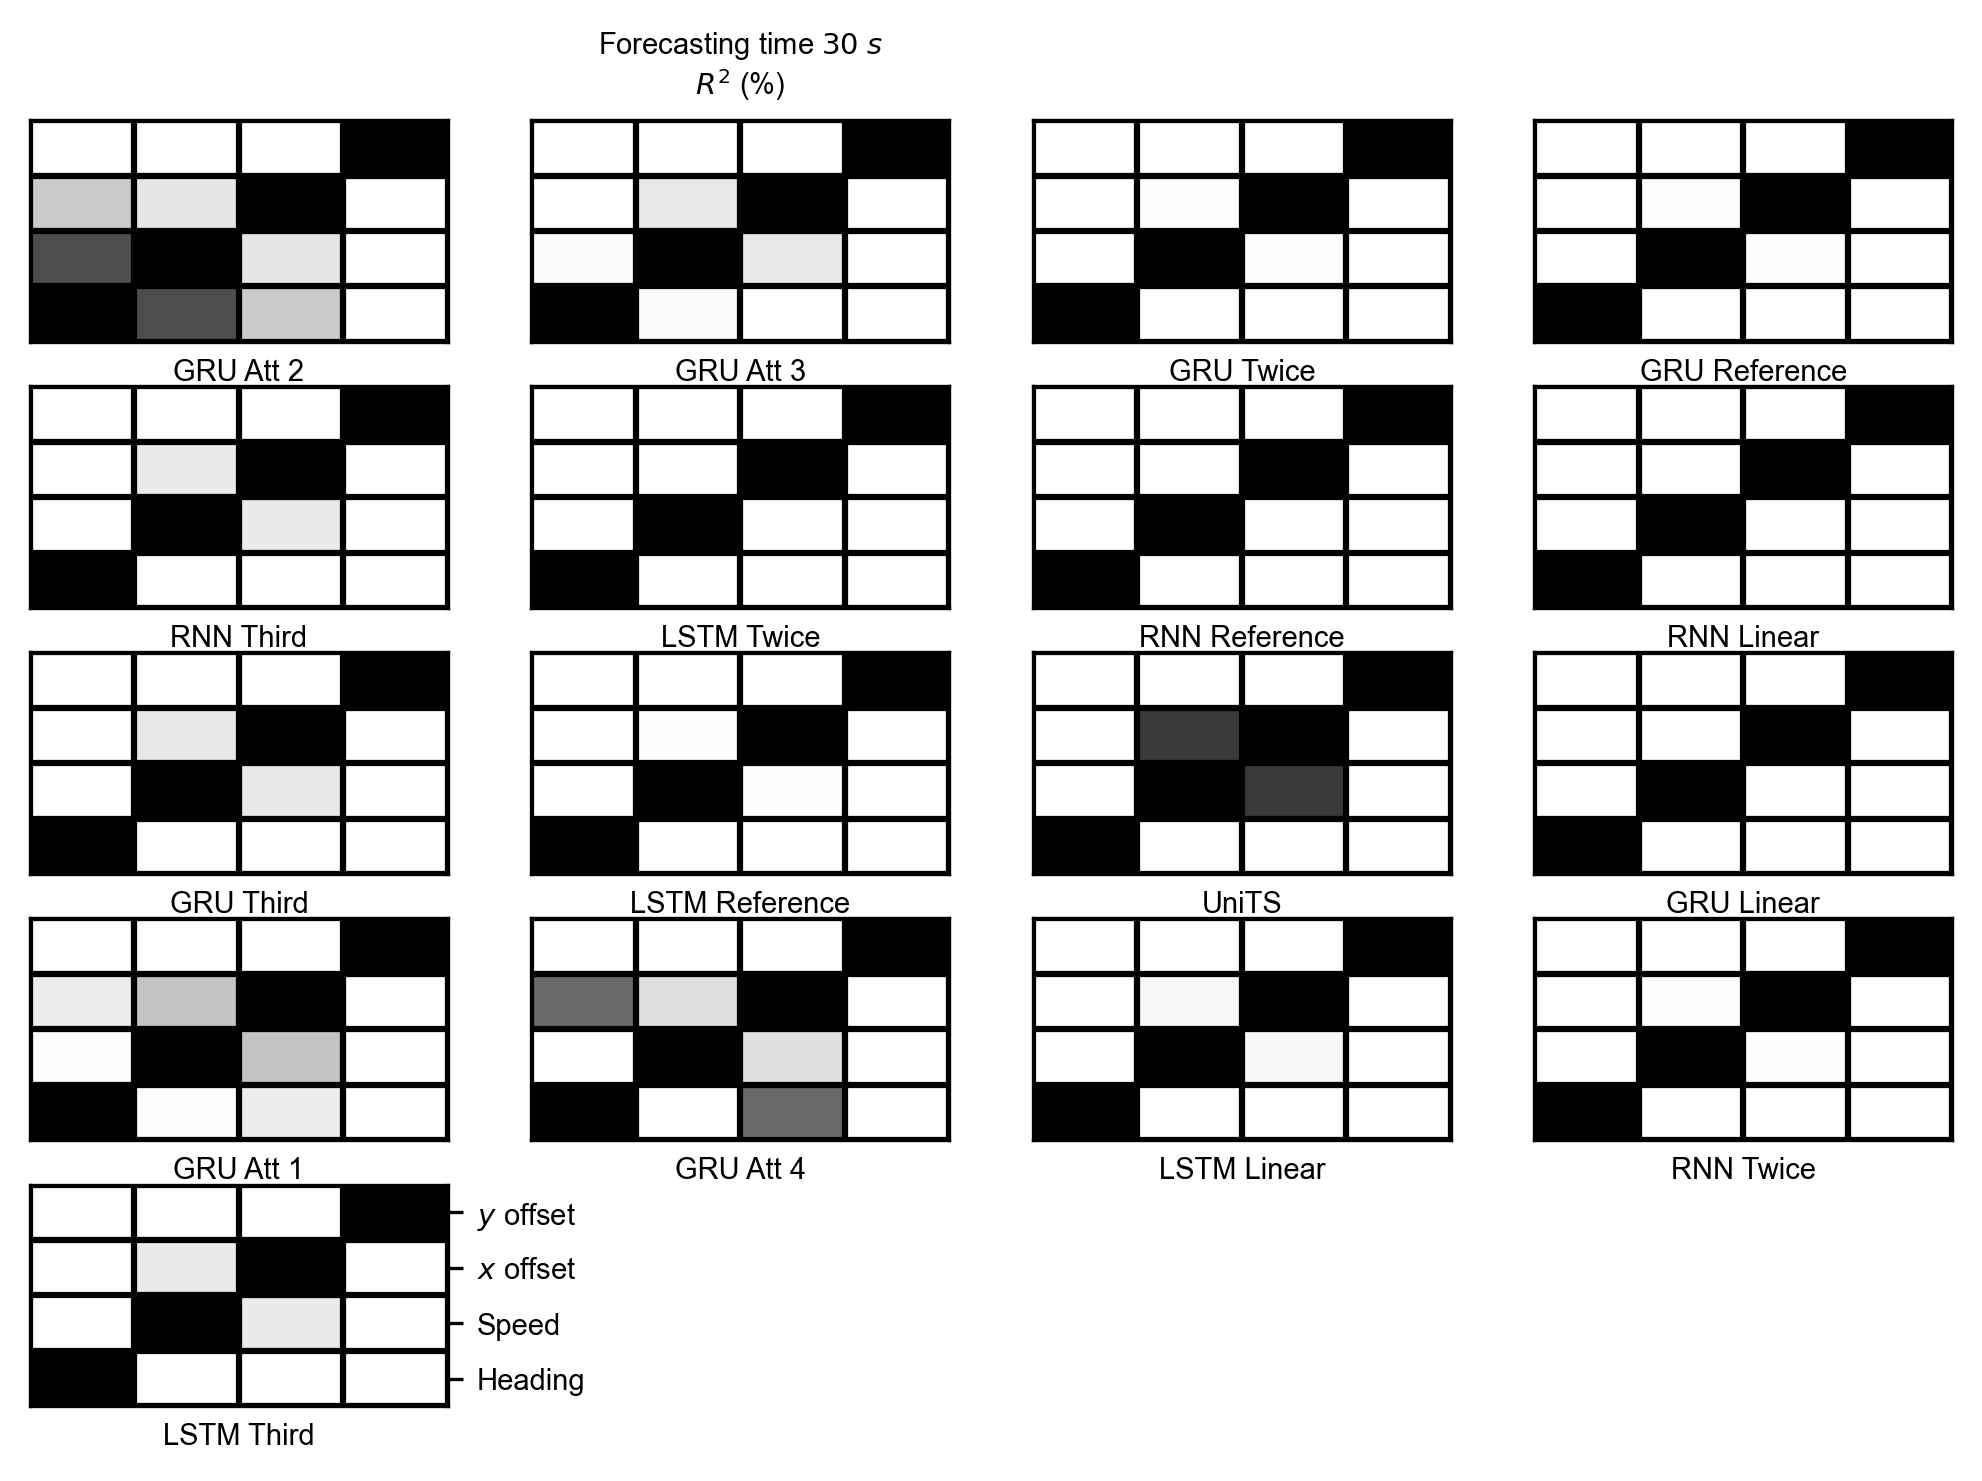 Forecasting time 30 s
R² (%)
GRU Att 2
GRU Att 3
GRU Twice
GRU Reference
RNN Third
LSTM Twice
RNN Reference
RNN Linear
GRU Third
LSTM Reference
UniTS
GRU Linear
GRU Att 1
GRU Att 4
LSTM Linear
RNN Twice
y offset
x offset
Speed
Heading
LSTM Third